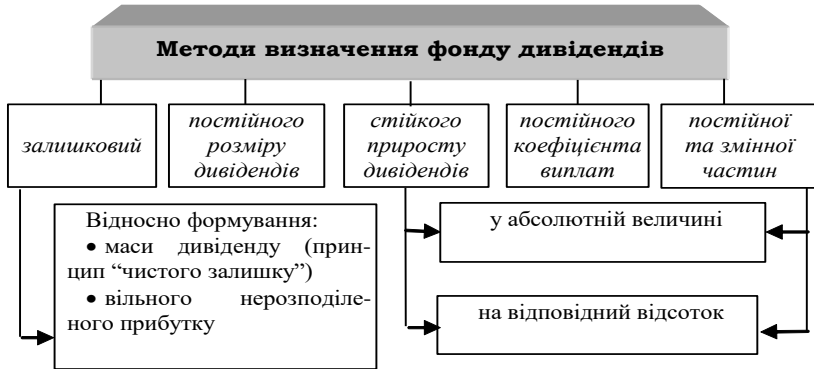 Методи визначення фонду дивідендів
залишковий
постійного
розміру
дивідендів
стійкого
приросту
дивідендів
постійного
коефіцієнта
виплат
постійної
та змінної
частин
Відносно формування:
• маси дивіденду (прин-
цип “чистого залишку”)
• вільного нерозподіле-
ного прибутку
у абсолютній величині
на відповідний відсоток